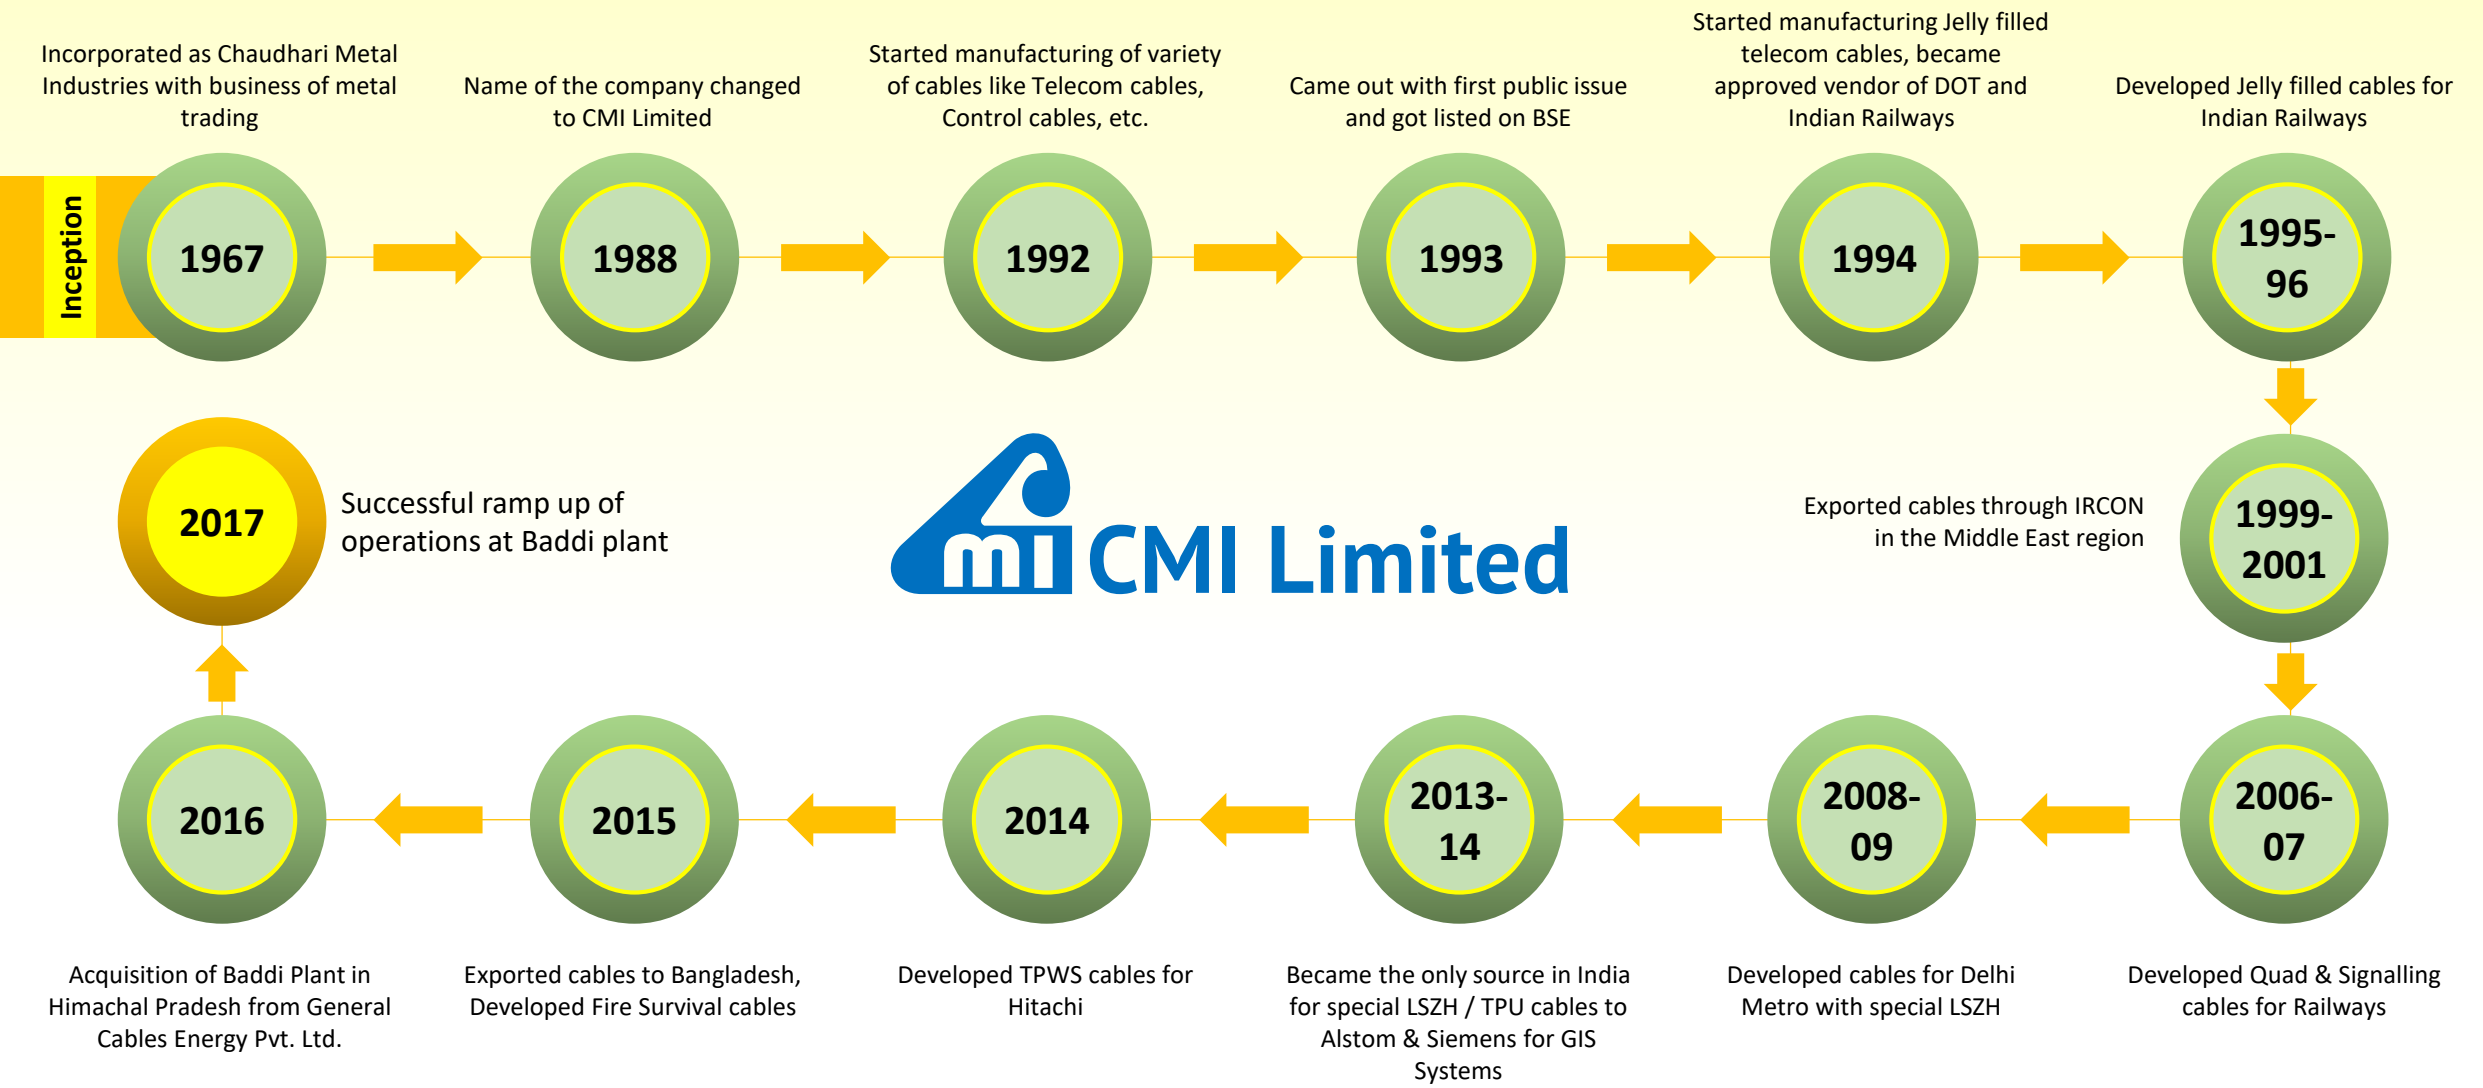 Incorporated as Chaudhari Metal
Industries with business of metal
trading
Name of the company changed
to CMI Limited
Started manufacturing of variety
of cables like Telecom cables,
Control cables, etc.
Came out with first public issue
and got listed on BSE
Started manufacturing Jelly filled
telecom cables, became
approved vendor of DOT and
Indian Railways
Developed Jelly filled cables for
Indian Railways
Inception
1967
1988
1992
1993
1994
1995-
96
2017
Successful ramp up of
operations at Baddi plant
mi CMI Limited
Exported cables through IRCON
in the Middle East region
1999-
2001
2016
2015
2014
2013-
14
2008-
09
2006-
07
Acquisition of Baddi Plant in
Himachal Pradesh from General
Cables Energy Pvt. Ltd.
Exported cables to Bangladesh,
Developed Fire Survival cables
Developed TPWS cables for
Hitachi
Became the only source in India
for special LSZH / TPU cables to
Alstom & Siemens for GIS
Systems
Developed cables for Delhi
Metro with special LSZH
Developed Quad & Signalling
cables for Railways